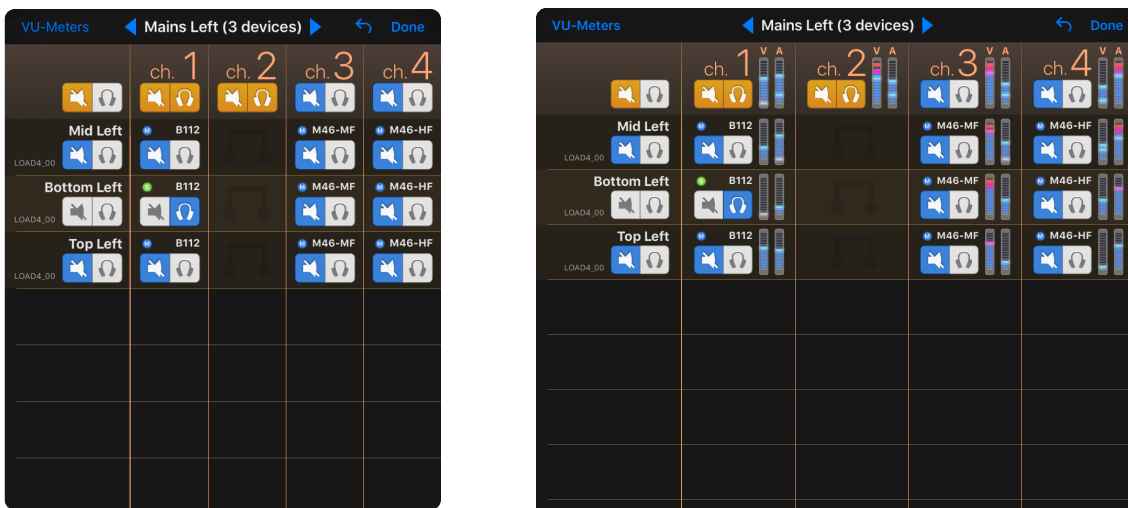 VU-Meters Mains Left (3 devices) Done
ch. 1 ch. 2 ch. 3 ch. 4
Mid Left M B112 M M46-MF M M46-HF
LOAD4_00
Bottom Left S B112 M M46-MF M M46-HF
LOAD4_00
Top Left M B112 M M46-MF M M46-HF
LOAD4_00
VU-Meters Mains Left (3 devices) Done
V A V A V A V A
ch. 1 ch. 2 ch. 3 ch. 4
Mid Left M B112 M M46-MF M M46-HF
LOAD4_00
Bottom Left S B112 M M46-MF M M46-HF
LOAD4_00
Top Left M B112 M M46-MF M M46-HF
LOAD4_00